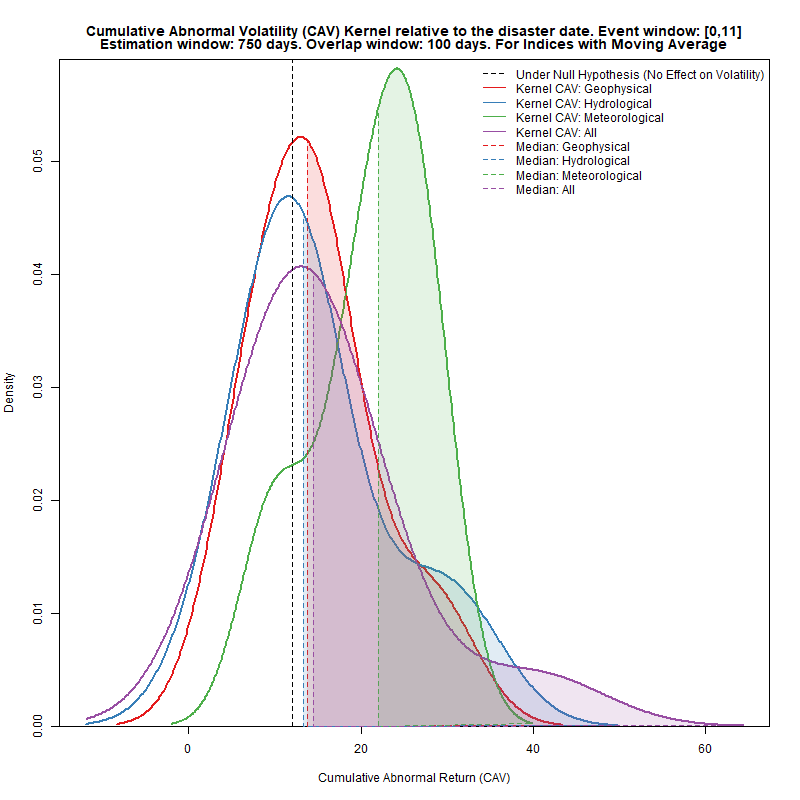 Cumulative Abnormal Volatility (CAV) Kernel relative to the disaster date. Event window: [0,11]
Estimation window: 750 days. Overlap window: 100 days. For Indices with Moving Average
Under Null Hypothesis (No Effect on Volatility)
Kernel CAV: Geophysical
Kernel CAV: Hydrological
Kernel CAV: Meteorological
Kernel CAV: All
Median: Geophysical
Median: Hydrological
Median: Meteorological
Median: All
Density
0.05
0.04
0.03
0.02
0.01
0.00
0
20
40
60
Cumulative Abnormal Return (CAV)